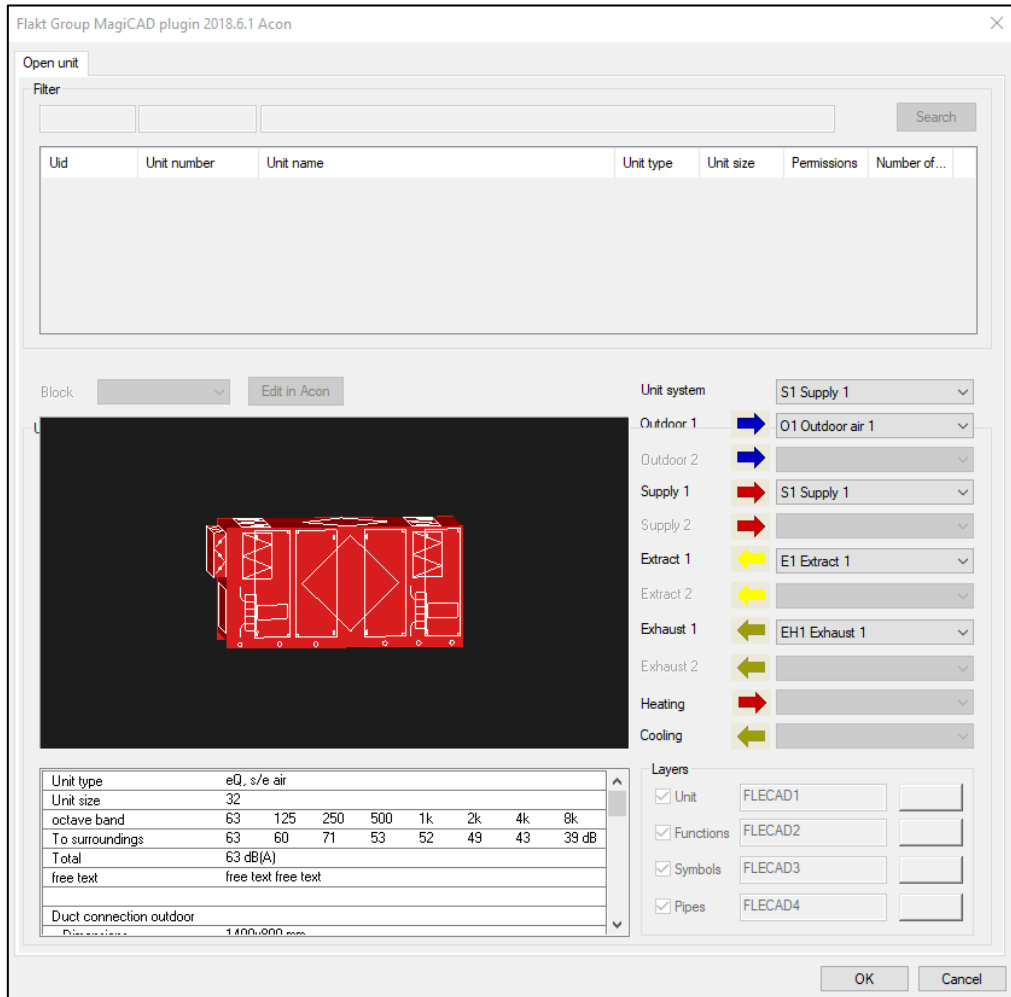 Flakt Group MagiCAD plugin 2018.6.1 Acon
Open unit
Filter
Search
Uid Unit number Unit name Unit type Unit size Permissions Number of...
Block Edit in Acon
Unit system S1 Supply 1
Outdoor 1 O1 Outdoor air 1
Outdoor 2
Supply 1 S1 Supply 1
Supply 2
Extract 1 E1 Extract 1
Extract 2
Exhaust 1 EH1 Exhaust 1
Exhaust 2
Heating
Cooling
Unit type eQ, s/e air
Unit size 32
octave band 63 125 250 500 1k 2k 4k 8k
To surroundings 63 60 71 53 52 49 43 39 dB
Total 63 dB(A)
free text free text free text
Duct connection outdoor
Dimensions 1400x800 mm
Layers
Unit FLECAD1
Functions FLECAD2
Symbols FLECAD3
Pipes FLECAD4
OK Cancel